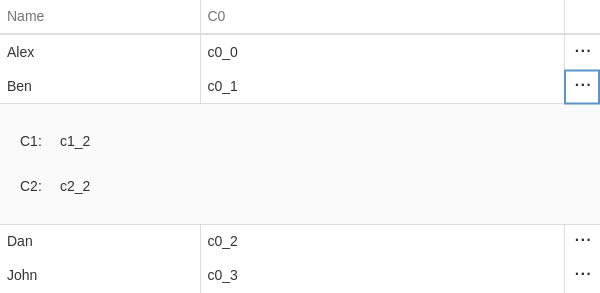 Name C0
Alex c0_0 ...
Ben c0_1 ...
C1: c1_2
C2: c2_2
Dan c0_2 ...
John c0_3 ...